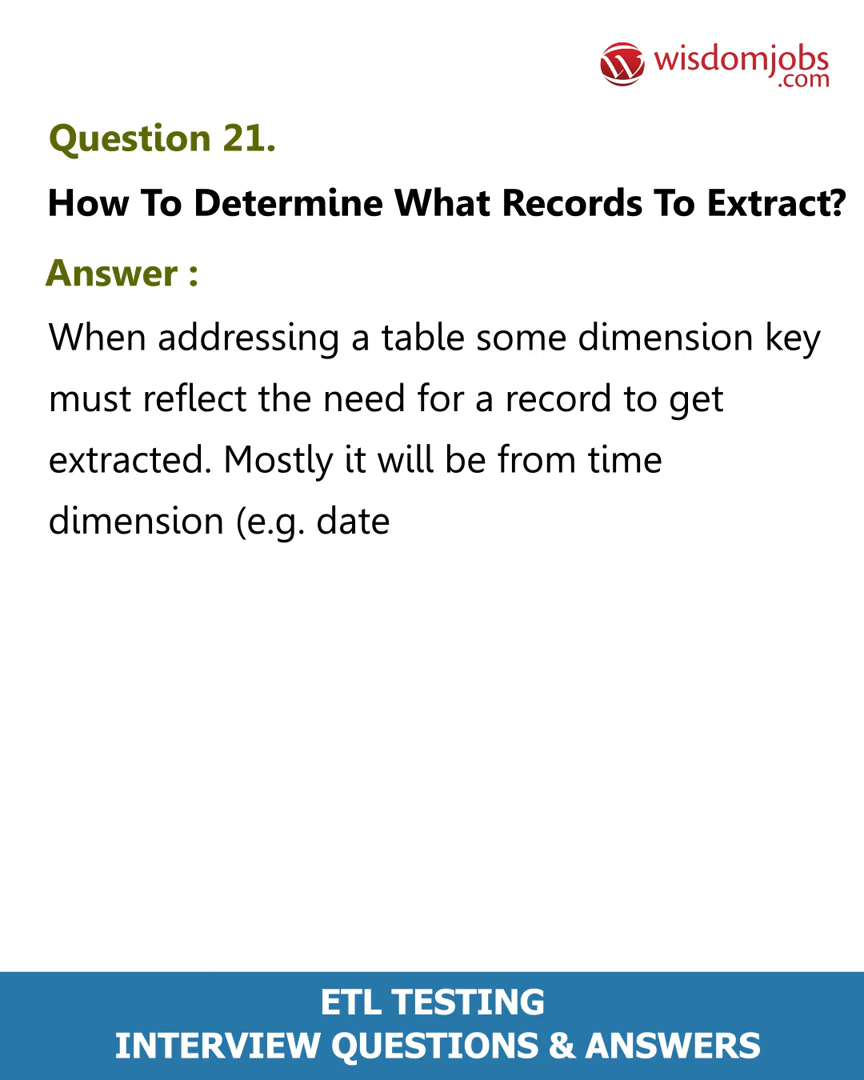 wisdomjobs
.com
Question 21.
How To Determine What Records To Extract?
Answer :
When addressing a table some dimension key
must reflect the need for a record to get
extracted. Mostly it will be from time
dimension (e.g. date
ETL TESTING
INTERVIEW QUESTIONS & ANSWERS